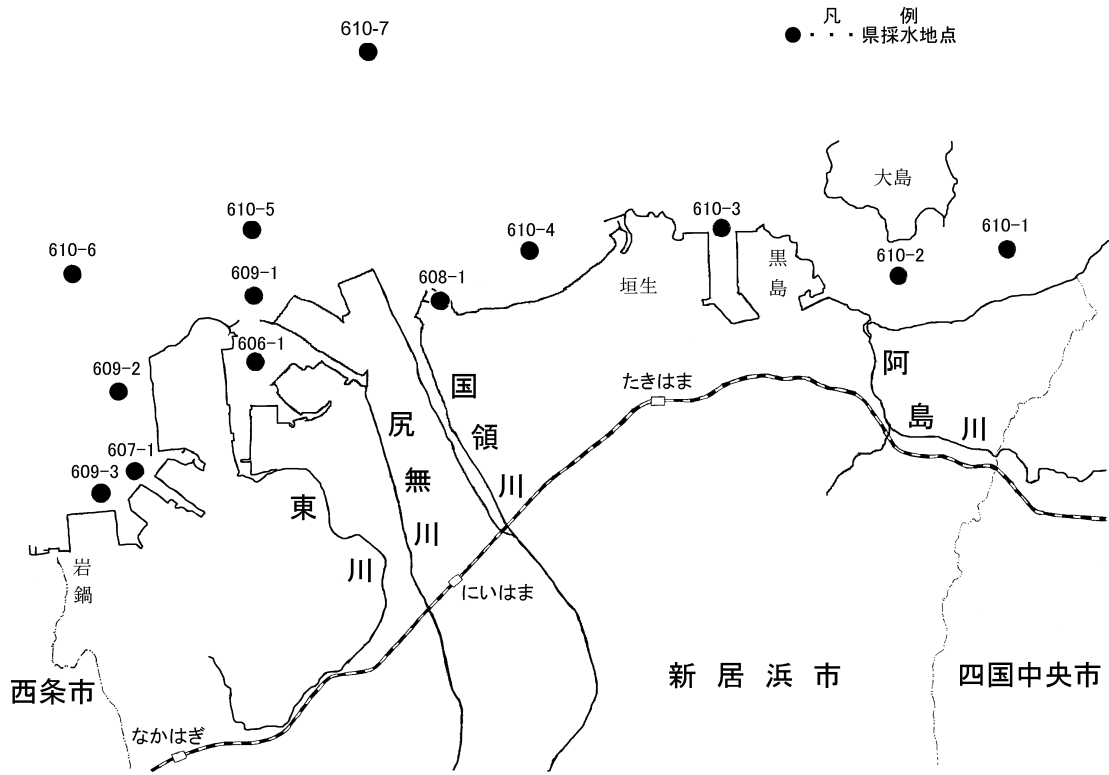 凡 例
●・・・県採水地点
610-7
大島
610-5
610-3
610-1
610-4
610-6
610-2
黒島
609-1
608-1
垣生
606-1
609-2
たきはま
国領川
阿島川
尻無川
607-1
609-3
東川
岩鍋
にいはま
西条市
新居浜市
四国中央市
なかはぎ